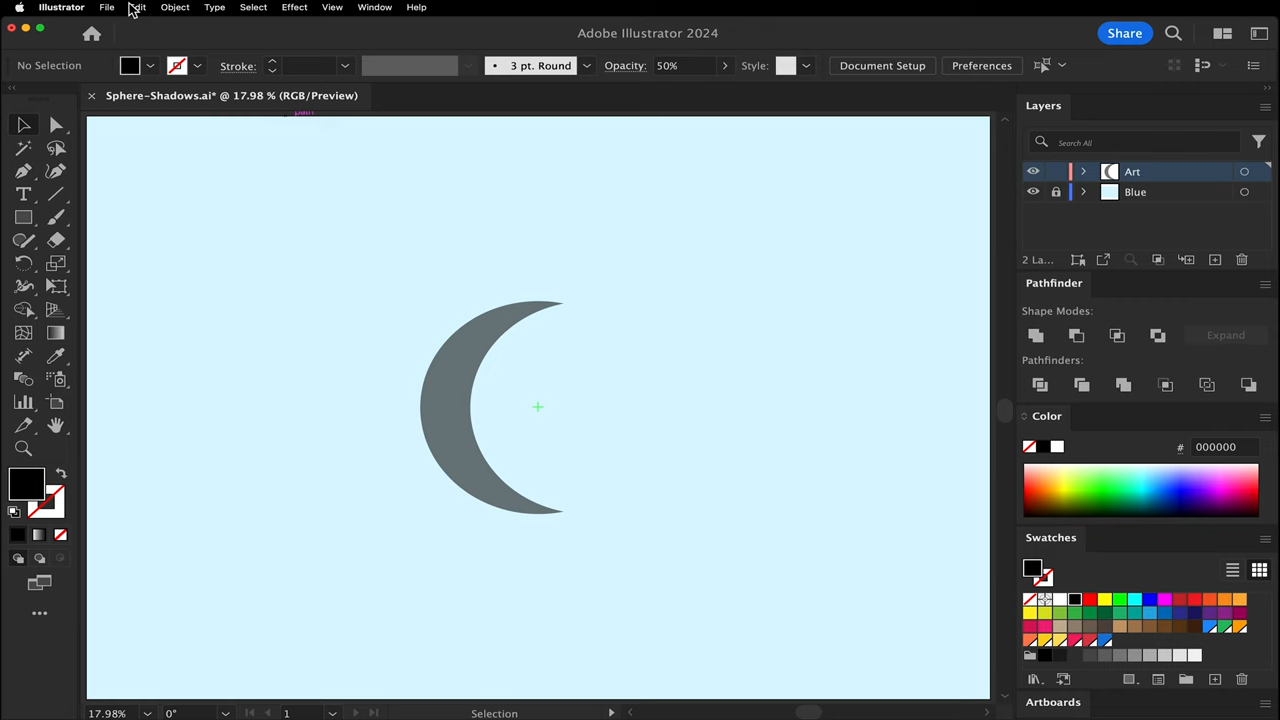 Illustrator File Edit Object Type Select Effect View Window Help
Adobe Illustrator 2024
Share
No Selection Stroke: 3 pt. Round Opacity: 50% Style: Document Setup Preferences
Sphere-Shadows.ai* @ 17.98 % (RGB/Preview)
path
Layers
Search All
Art
Blue
2 La...
Pathfinder
Shape Modes:
Expand
Pathfinders:
Color
# 000000
Swatches
Artboards
17.98% 0° 1 Selection